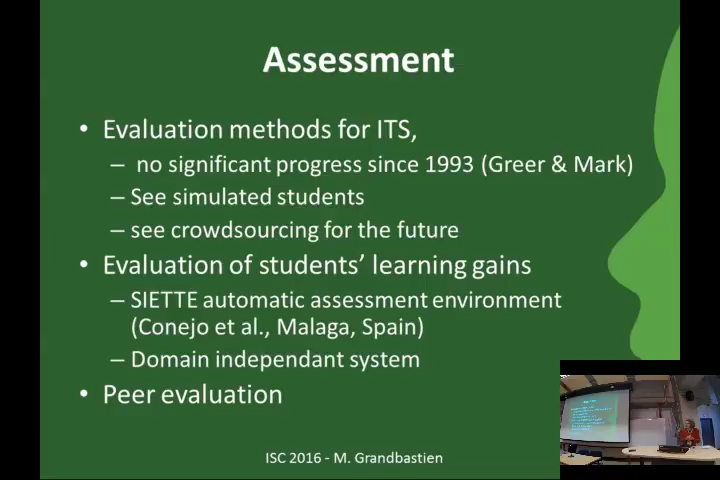 Assessment
• Evaluation methods for ITS,
– no significant progress since 1993 (Greer & Mark)
– See simulated students
– see crowdsourcing for the future
• Evaluation of students’ learning gains
– SIETTE automatic assessment environment
(Conejo et al., Malaga, Spain)
– Domain independant system
• Peer evaluation
ISC 2016 - M. Grandbastien